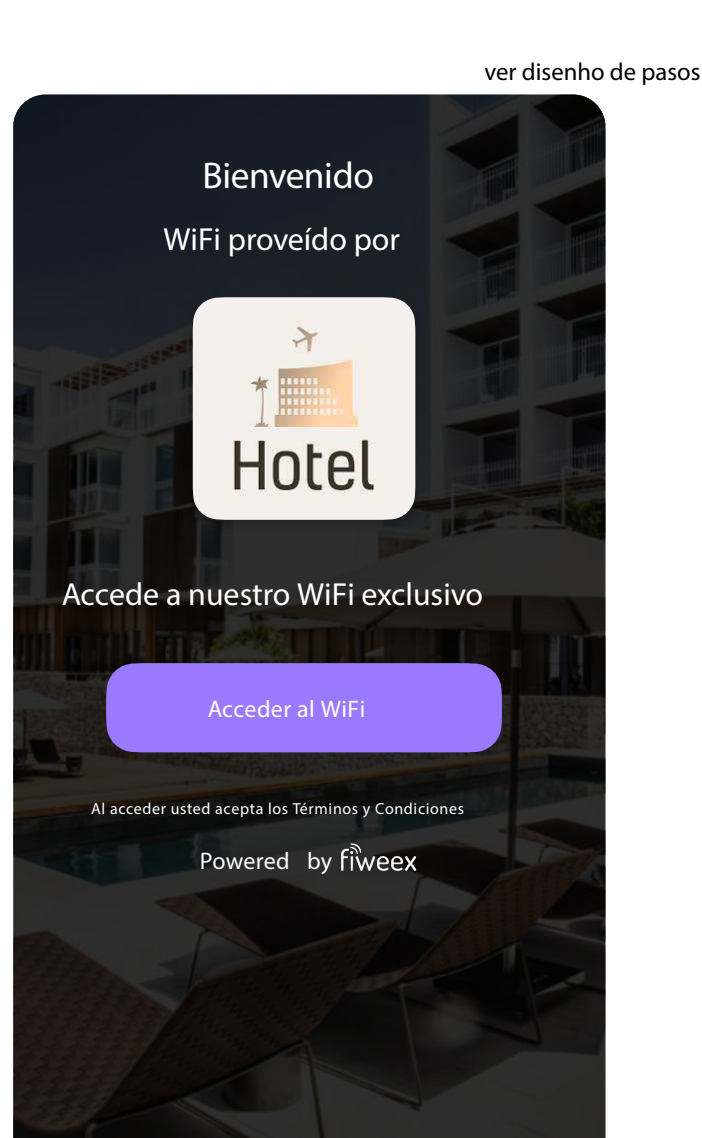 ver disenho de pasos
Bienvenido
WiFi proveído por
Hotel
Accede a nuestro WiFi exclusivo
Acceder al WiFi
Al acceder usted acepta los Términos y Condiciones
Powered by fiweex